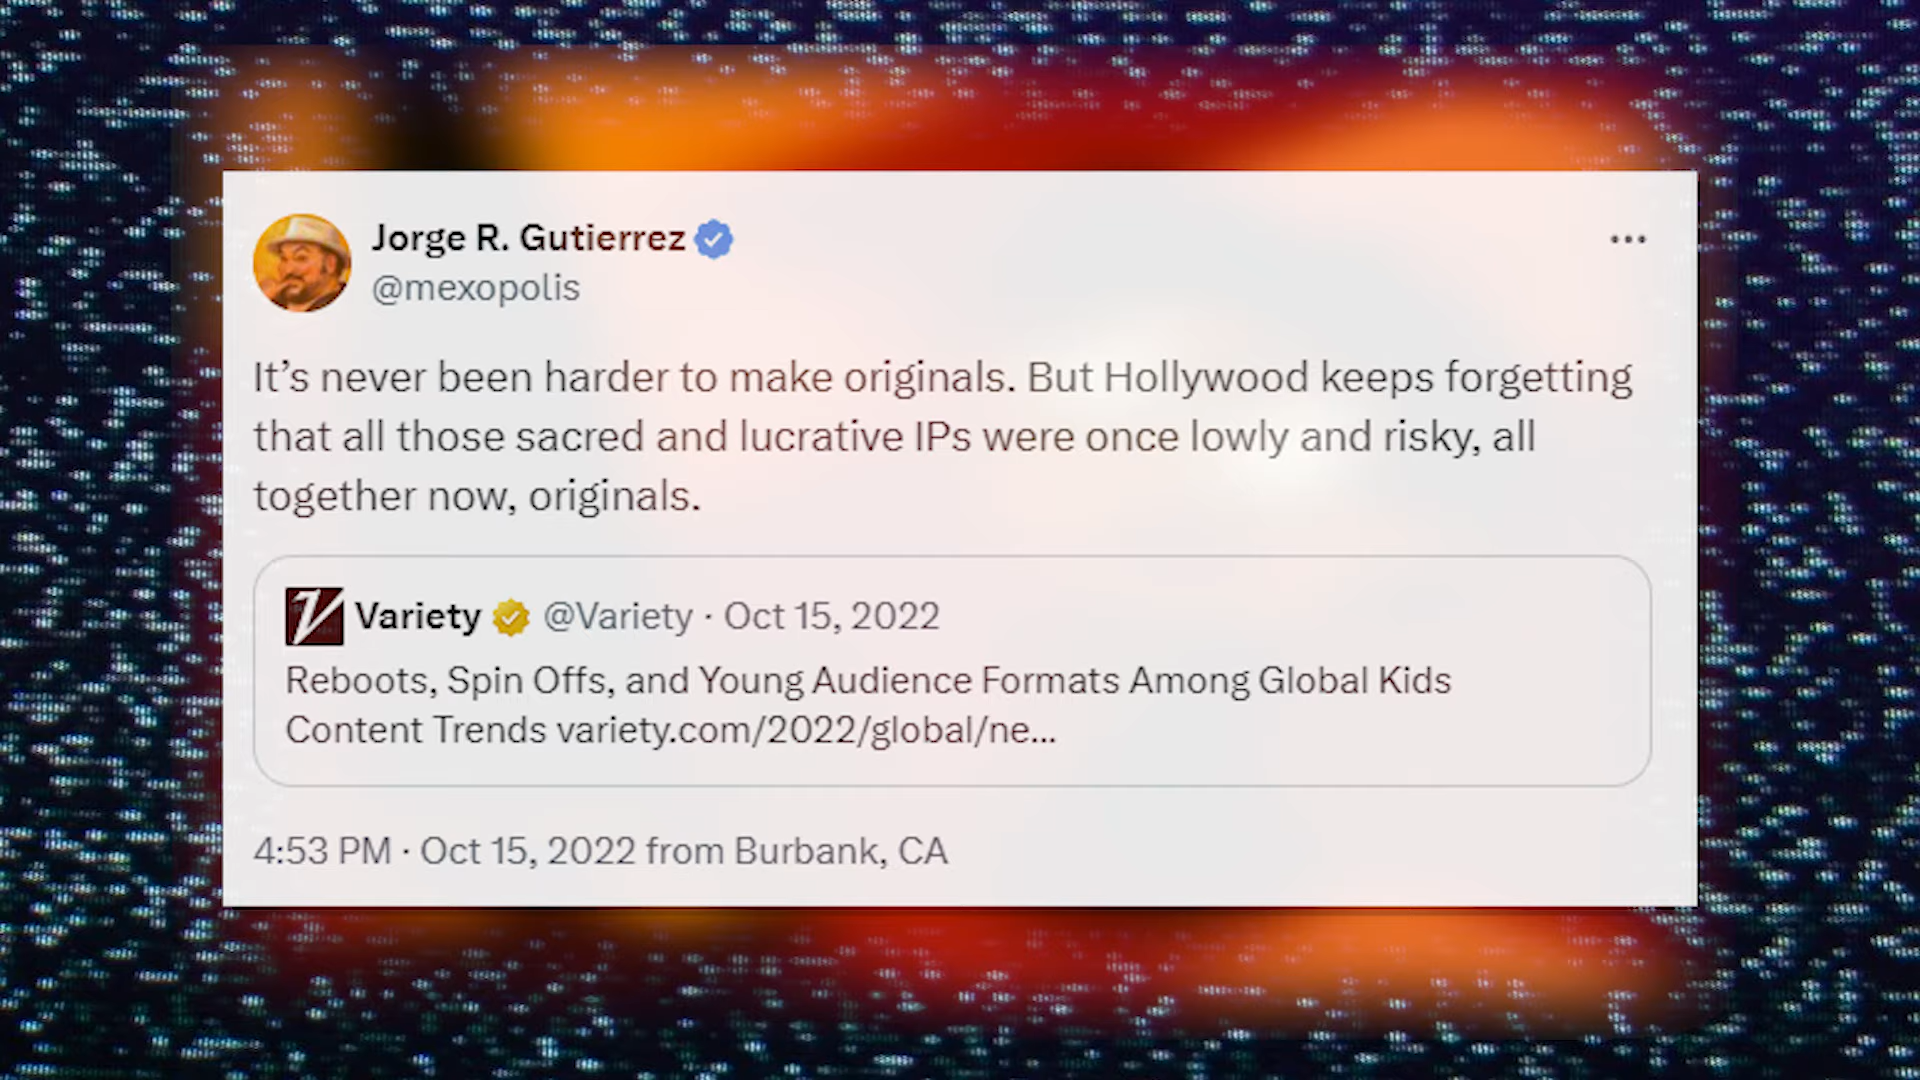 Jorge R. Gutierrez
@mexopolis
It’s never been harder to make originals. But Hollywood keeps forgetting
that all those sacred and lucrative IPs were once lowly and risky, all
together now, originals.
Variety @Variety · Oct 15, 2022
Reboots, Spin Offs, and Young Audience Formats Among Global Kids
Content Trends variety.com/2022/global/ne...
4:53 PM · Oct 15, 2022 from Burbank, CA